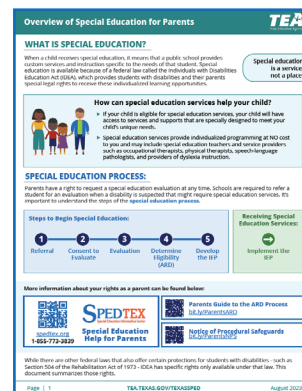 Overview of Special Education for Parents
TEA
WHAT IS SPECIAL EDUCATION?
When a child receives special education, it means that a public school provides
custom services and instruction specific to the needs of that student. Special
education is available because of a federal law called the Individuals with Disabilities
Education Act (IDEA), which provides students with disabilities and their parents
special legal rights to receive these individualized learning opportunities.
Special education
is a service
not a place
How can special education services help your child?
If your child is eligible for special education services, your child will have
access to services and supports that are specially designed to meet your
child's unique needs.
Special education services provide individualized programming at NO cost
to you and may include special education teachers and service providers
such as occupational therapists, physical therapists, speech-language
pathologists, and providers of dyslexia instruction.
SPECIAL EDUCATION PROCESS:
Parents have a right to request a special education evaluation at any time. Schools are required to refer a
student for an evaluation when a disability is suspected that might require special education services. It's
important to understand the steps of the special education process.
Steps to Begin Special Education:
1 2 3 4 5
Referral Consent to Evaluate Evaluation Determine Eligibility (ARD) Develop the IEP
Receiving Special
Education Services:
Implement the
IEP
More information about your rights as a parent can be found below:
spedtex.org
1-855-773-3839
SPEDTEX
Special Education
Help for Parents
Parents Guide to the ARD Process
bit.ly/ParentsARD
Notice of Procedural Safeguards
bit.ly/ParentsNPS
While there are other federal laws that also offer certain protections for students with disabilities - such as
Section 504 of the Rehabilitation Act of 1973 - IDEA has specific rights only available under that law. This
document summarizes those rights.
Page | 1
TEA.TEXAS.GOV/TEXASSPED
August 2023